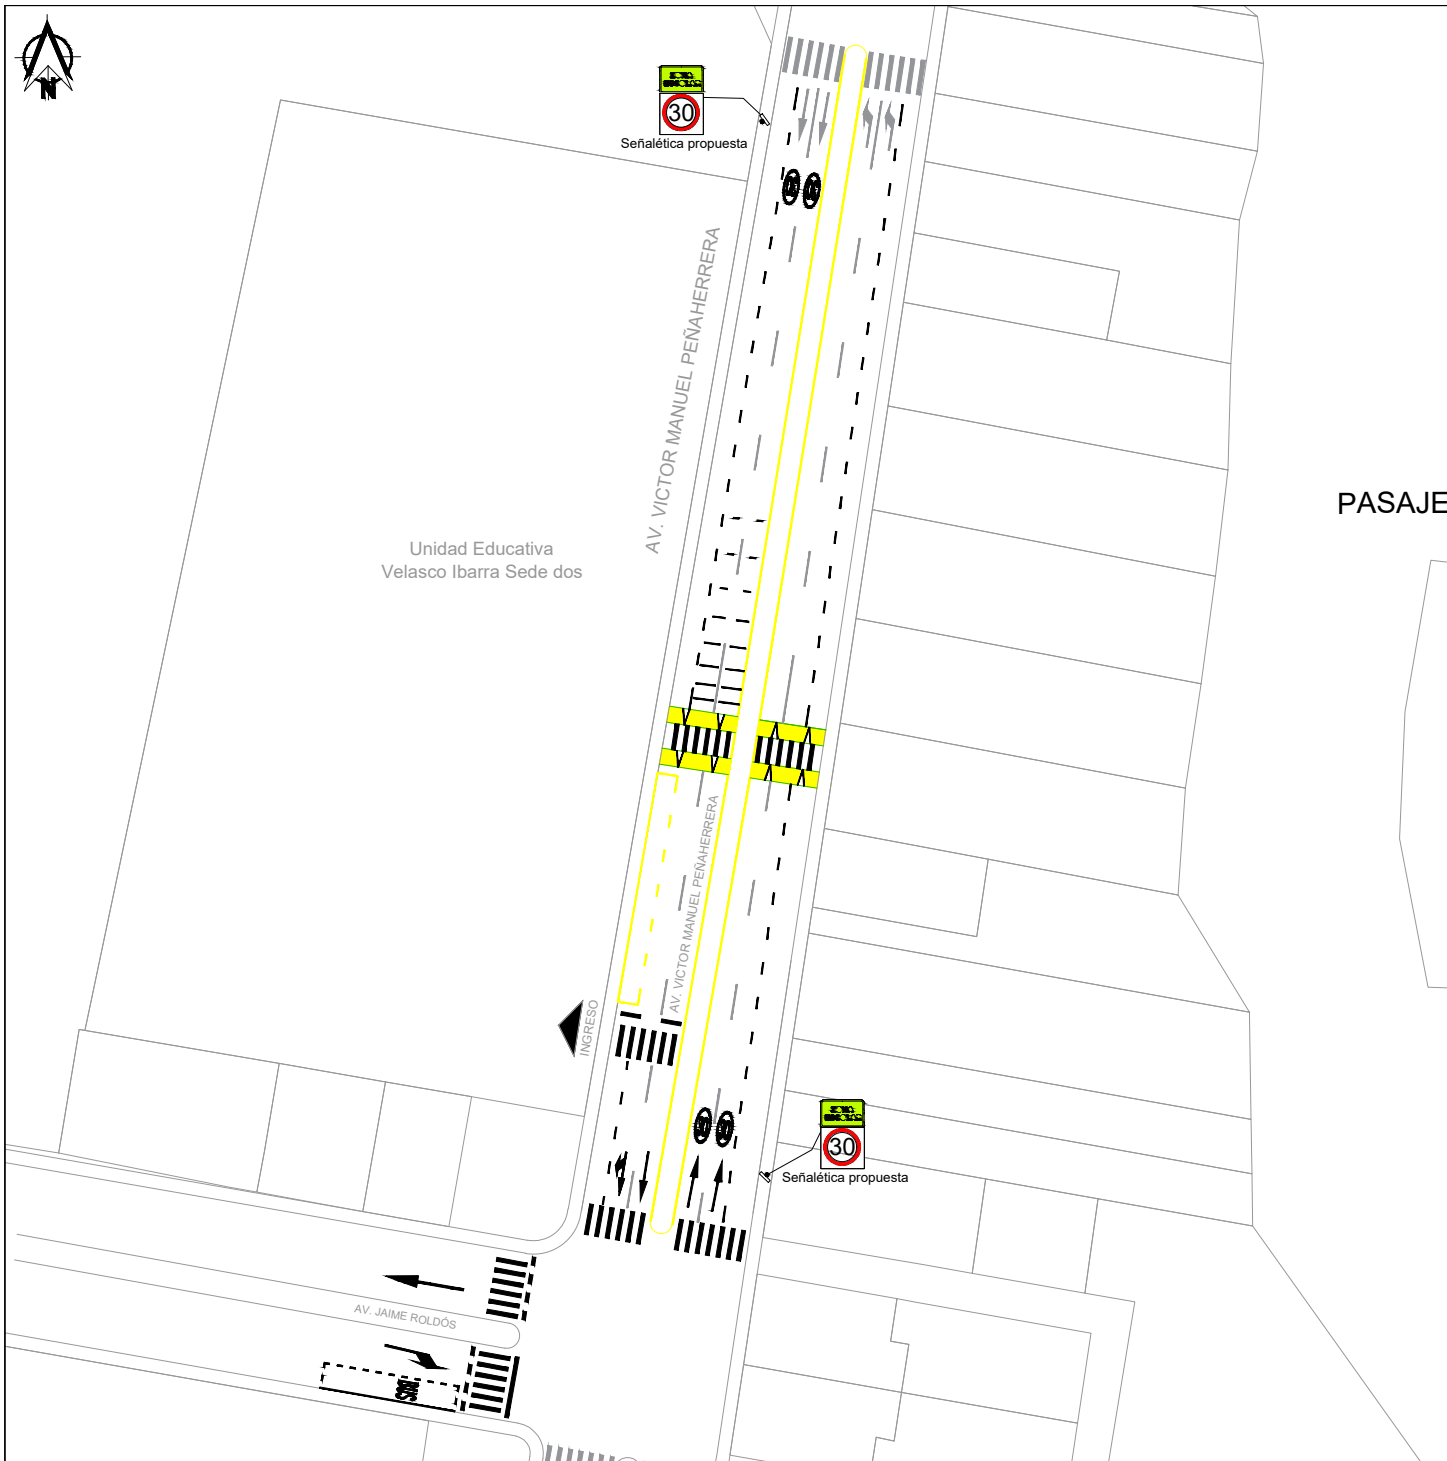 N
30
Señalética propuesta
AV. VICTOR MANUEL PEÑAHERRERA
PASAJE
Unidad Educativa
Velasco Ibarra Sede dos
AV. VICTOR MANUEL PEÑAHERRERA
INGRESO
30
Señalética propuesta
AV. JAIME ROLDÓS
BUS